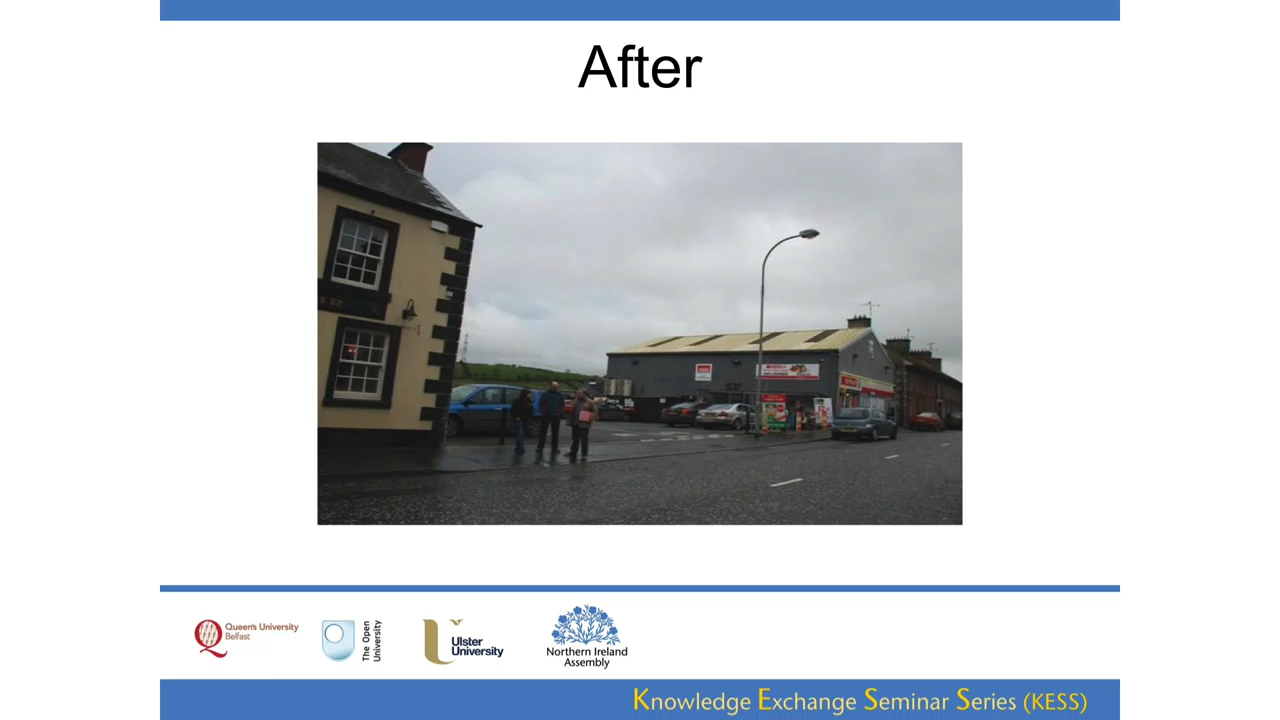 After
Queen's University
Belfast
The Open
University
Ulster
University
Northern Ireland
Assembly
Knowledge Exchange Seminar Series (KESS)